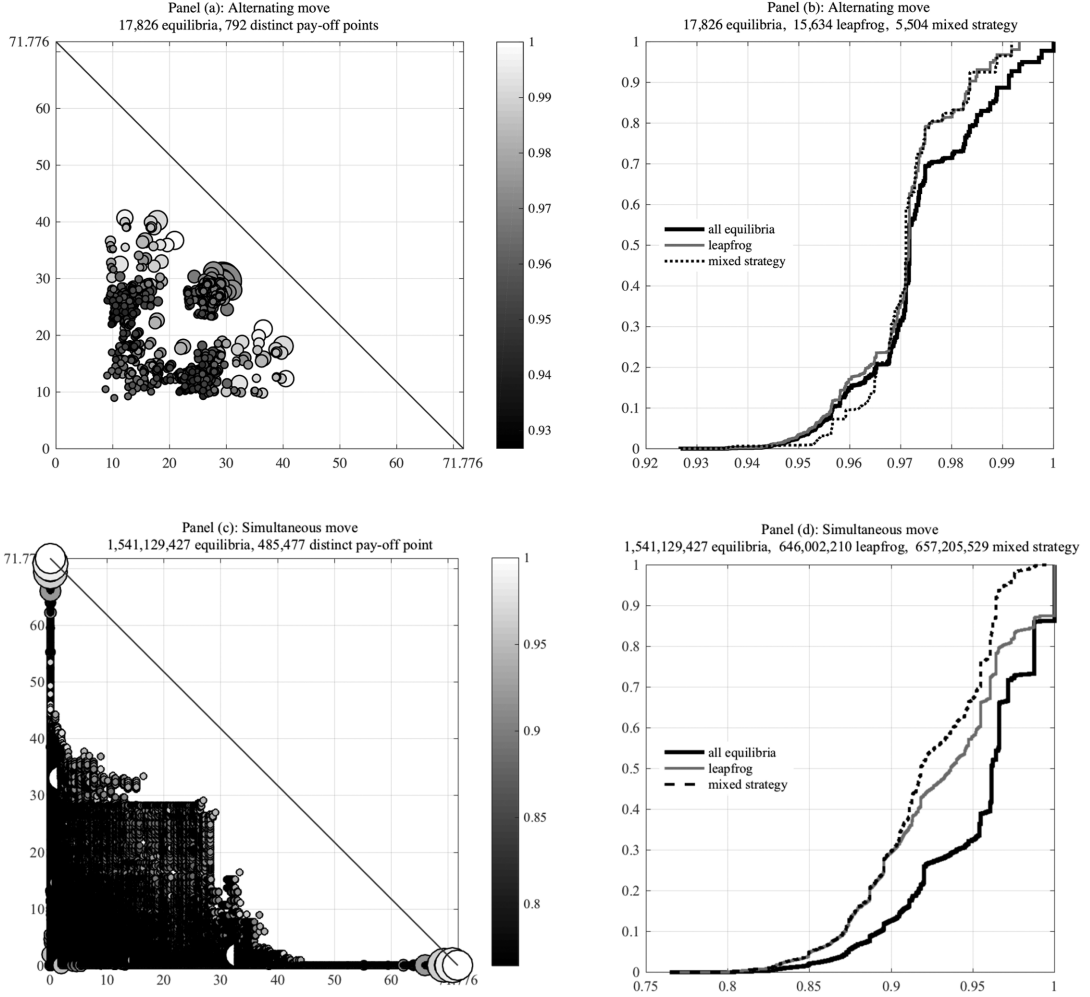 Panel (a): Alternating move
17,826 equilibria, 792 distinct pay-off points
71.776
60
50
40
30
20
10
0
0 10 20 30 40 50 60 71.776
1
0.99
0.98
0.97
0.96
0.95
0.94
0.93
Panel (b): Alternating move
17,826 equilibria, 15,634 leapfrog, 5,504 mixed strategy
1
0.9
0.8
0.7
0.6
0.5
0.4
0.3
0.2
0.1
0
0.92 0.93 0.94 0.95 0.96 0.97 0.98 0.99 1
all equilibria
leapfrog
mixed strategy
Panel (c): Simultaneous move
1,541,129,427 equilibria, 485,477 distinct pay-off point
60
50
40
30
20
10
0
0 10 20 30 40 50 60
1
0.95
0.9
0.85
0.8
Panel (d): Simultaneous move
1,541,129,427 equilibria, 646,002,210 leapfrog, 657,205,529 mixed strategy
1
0.9
0.8
0.7
0.6
0.5
0.4
0.3
0.2
0.1
0
0.75 0.8 0.85 0.9 0.95 1
all equilibria
leapfrog
mixed strategy